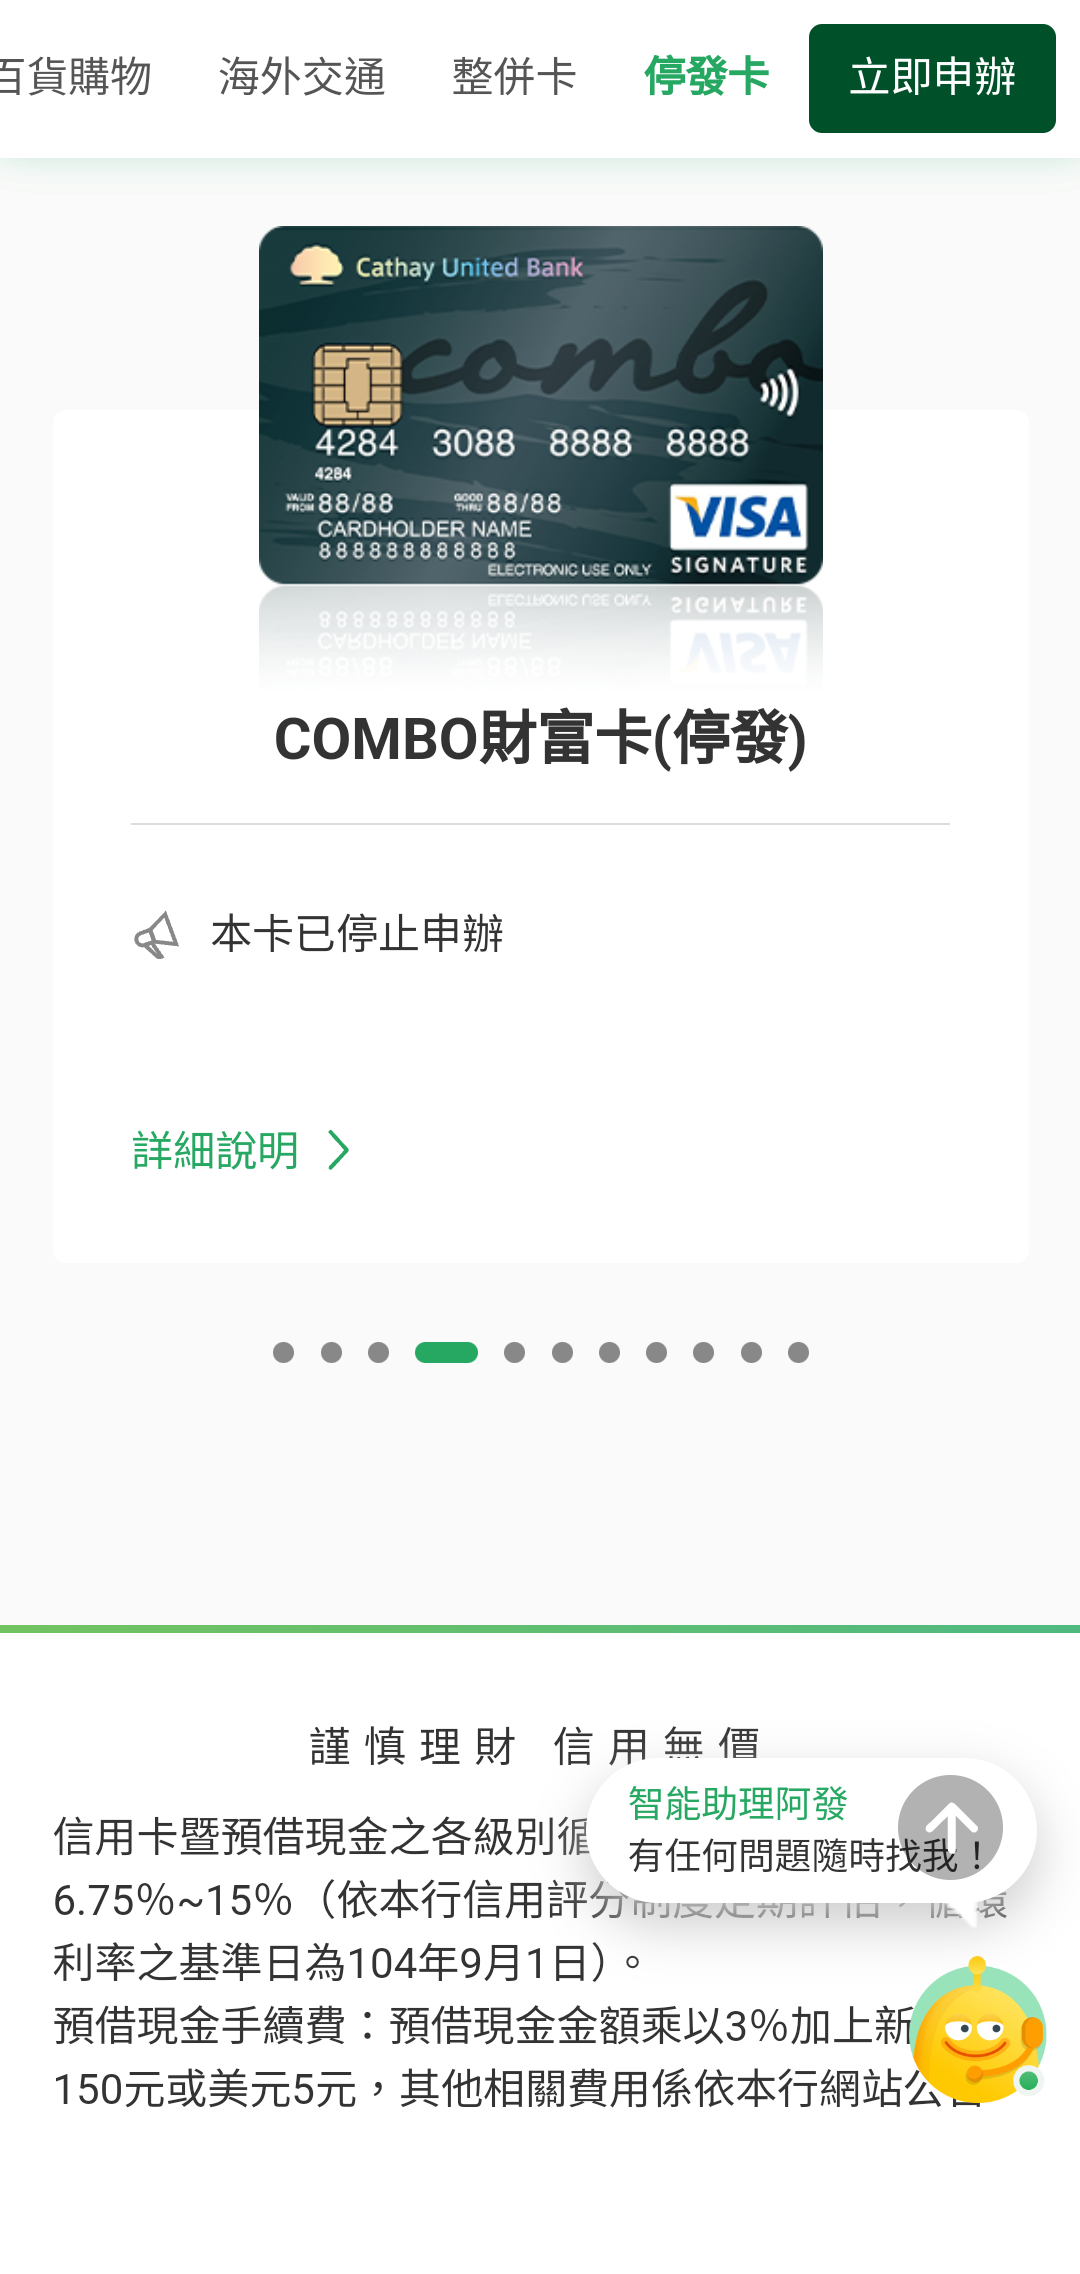 百貨購物 海外交通 整併卡 停發卡 立即申辦
Cathay United Bank
combo
4284 3088 8888 8888
4284
VALID FROM 88/88 GOOD THRU 88/88
CARDHOLDER NAME
888888888888
ELECTRONIC USE ONLY
VISA
SIGNATURE
COMBO財富卡(停發)
本卡已停止申辦
詳細說明
謹慎理財 信用無價
信用卡暨預借現金之各級別循
智能助理阿發
有任何問題隨時找我！
6.75%~15%（依本行信用評分制度定期評估，循環
利率之基準日為104年9月1日）。
預借現金手續費：預借現金金額乘以3%加上新
150元或美元5元，其他相關費用係依本行網站公告